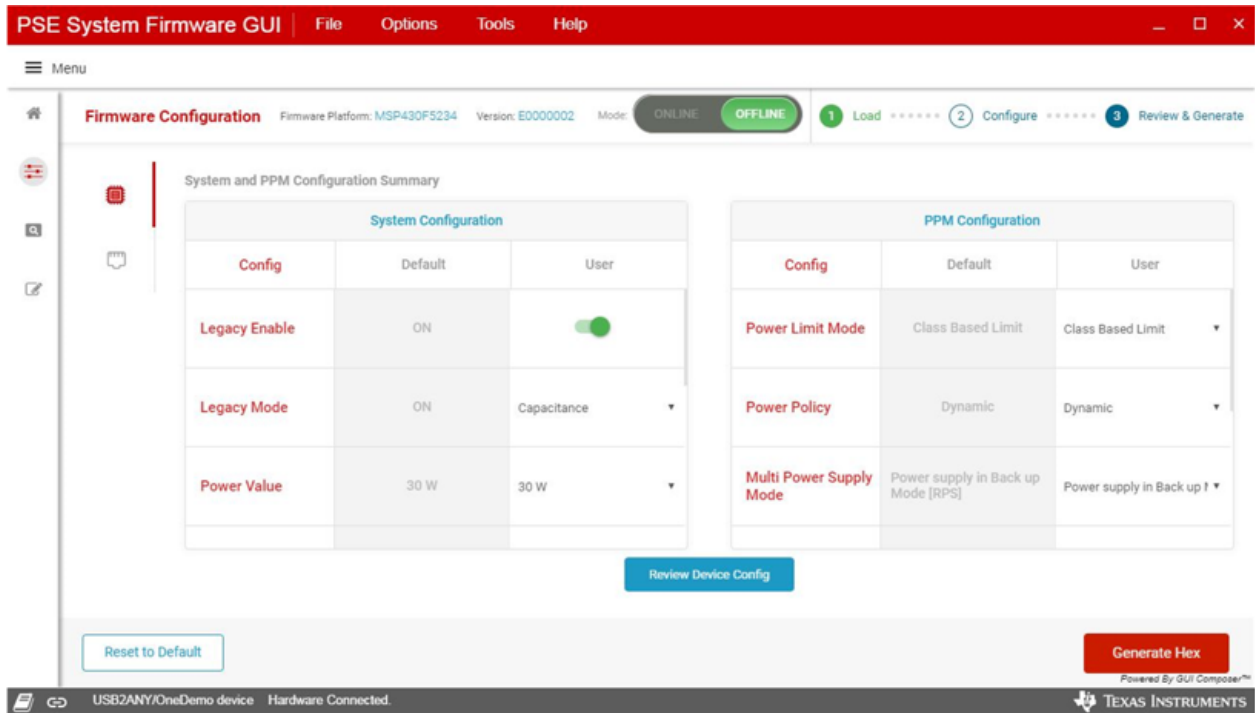 PSE System Firmware GUI File Options Tools Help
Menu
Firmware Configuration Firmware Platform: MSP430F5234 Version: E0000002 Mode: ONLINE OFFLINE 1 Load 2 Configure 3 Review & Generate
System and PPM Configuration Summary
System Configuration
Config Default User
Legacy Enable ON
Legacy Mode ON Capacitance
Power Value 30 W 30 W
PPM Configuration
Config Default User
Power Limit Mode Class Based Limit Class Based Limit
Power Policy Dynamic Dynamic
Multi Power Supply Power supply in Back up Power supply in Back up
Mode Mode [RPS]
Review Device Config
Reset to Default
Generate Hex
Powered By GUI Composer™
USB2ANY/OneDemo device Hardware Connected.
TEXAS INSTRUMENTS